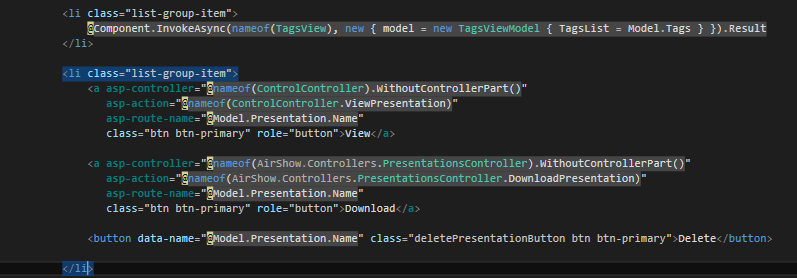 <li class="list-group-item">
@Component.InvokeAsync(nameof(TagsView), new { model = new TagsViewModel { TagsList = Model.Tags } }).Result
</li>
<li class="list-group-item">
<a asp-controller="@nameof(ControlController).WithoutControllerPart()"
asp-action="@nameof(ControlController.ViewPresentation)"
asp-route-name="@Model.Presentation.Name"
class="btn btn-primary" role="button">View</a>
<a asp-controller="@nameof(AirShow.Controllers.PresentationsController).WithoutControllerPart()"
asp-action="@nameof(AirShow.Controllers.PresentationsController.DownloadPresentation)"
asp-route-name="@Model.Presentation.Name"
class="btn btn-primary" role="button">Download</a>
<button data-name="@Model.Presentation.Name" class="deletePresentationButton btn btn-primary">Delete</button>
</li>